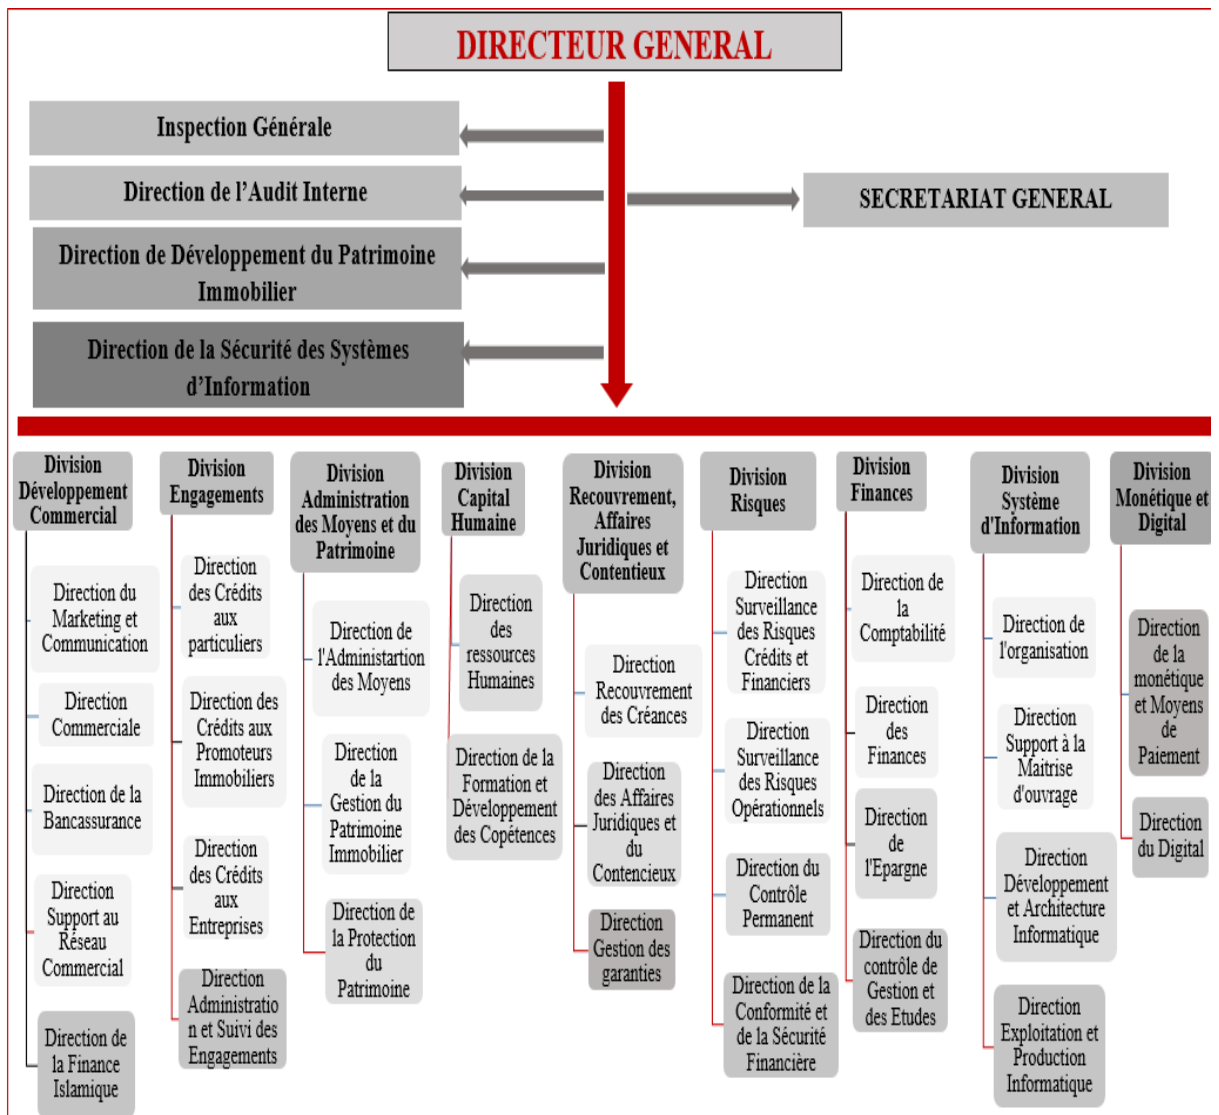 DIRECTEUR GENERAL
Inspection Générale
Direction de l’Audit Interne
Direction de Développement du Patrimoine
Immobilier
Direction de la Sécurité des Systèmes
d’Information
SECRETARIAT GENERAL
Division
Développement
Commercial
Direction du
Marketing et
Communication
Direction
Commerciale
Direction de la
Bancassurance
Direction
Support au
Réseau
Commercial
Direction de
la Finance
Islamique
Division
Engagements
Direction
des Crédits
aux
particuliers
Direction des
Crédits aux
Promoteurs
Immobiliers
Direction
des Crédits
aux
Entreprises
Direction
Administratio
n et Suivi des
Engagements
Division
Administration
des Moyens et du
Patrimoine
Direction de
l'Administartion
des Moyens
Direction
de la
Gestion du
Patrimoine
Immobilier
Direction de
la Protection
du
Patrimoine
Division
Capital
Humaine
Direction
des
ressources
Humaines
Direction de la
Formation et
Développement
des Copétences
Division
Recouvrement,
Affaires
Juridiques et
Contentieux
Direction
Recouvrement
des Créances
Direction
des Affaires
Juridiques et
du
Contencieux
Direction
Gestion des
garanties
Division
Risques
Direction
Surveillance
des Risques
Crédits et
Financiers
Direction
Surveillance
des Risques
Opérationnels
Direction du
Contrôle
Permanent
Direction de la
Conformité et
de la Sécurité
Financière
Division
Finances
Direction de
la
Comptabilité
Direction
des
Finances
Direction
de
l'Epargne
Direction du
contrôle de
Gestion et
des Etudes
Division
Système
d'Information
Direction de
l'organisation
Direction
Support à la
Maitrise
d'ouvrage
Direction
Développement
et Architecture
Informatique
Direction
Exploitation et
Production
Informatique
Division
Monétique et
Digital
Direction
de la
monétique
et Moyens
de
Paiement
Direction
du Digital